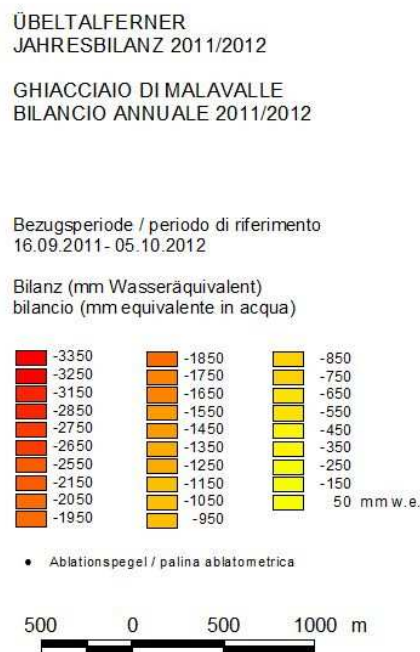 ÜBELTALFERNER
JAHRESBILANZ 2011/2012
GHIACCIAIO DI MALAVALLE
BILANCIO ANNUALE 2011/2012
Bezugsperiode / periodo di riferimento
16.09.2011- 05.10.2012
Bilanz (mm Wasseräquivalent)
bilancio (mm equivalente in acqua)
-3350
-3250
-3150
-2850
-2750
-2650
-2550
-2150
-2050
-1950
-1850
-1750
-1650
-1550
-1450
-1350
-1250
-1150
-1050
-950
-850
-750
-650
-550
-450
-350
-250
-150
50 mm w.e.
• Ablationspegel / palina ablatometrica
500 0 500 1000 m